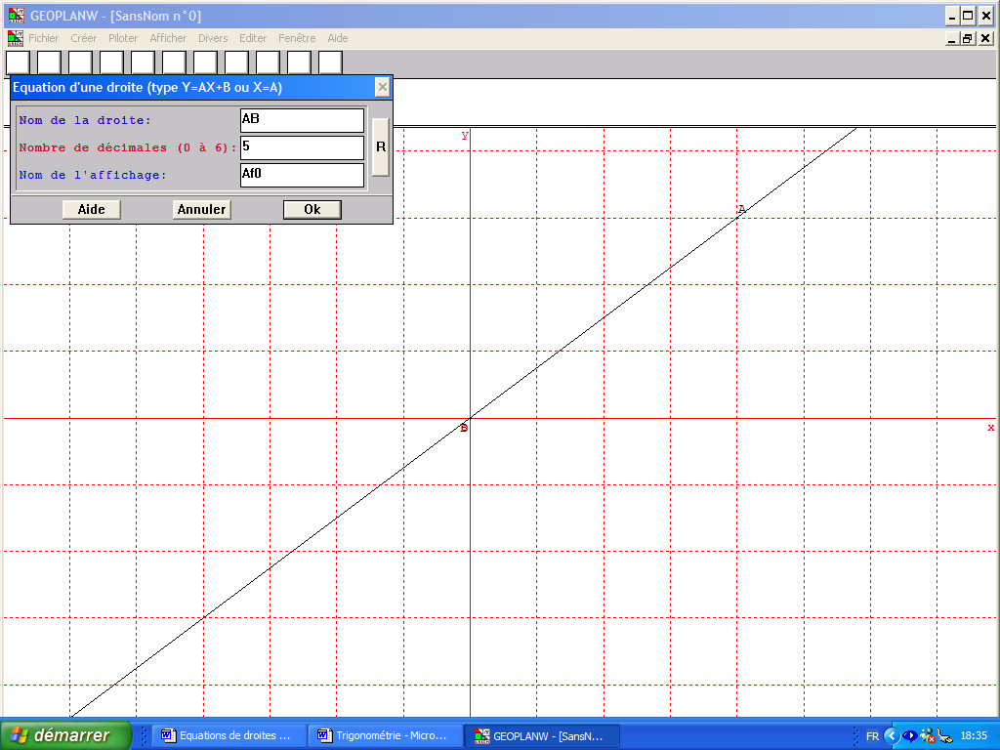 GEOPLANW - [SansNom n°0]
Fichier Créer Piloter Afficher Divers Editer Fenêtre Aide
Equation d'une droite (type Y=AX+B ou X=A)
Nom de la droite: AB
Nombre de décimales (0 à 6): 5
Nom de l'affichage: Af0
R
Aide Annuler Ok
y
A
B
x
démarrer Equations de droites ... Trigonométrie - Micro... GEOPLANW - [SansN... FR 18:35